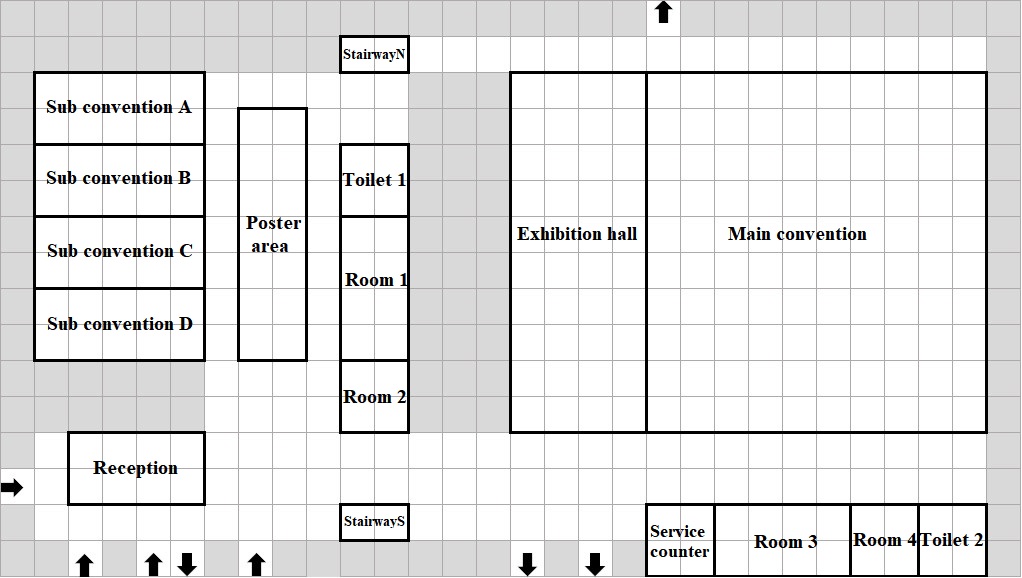 StairwayN
Sub convention A
Sub convention B
Sub convention C
Sub convention D
Poster
area
Toilet 1
Room 1
Room 2
Exhibition hall
Main convention
Reception
StairwayS
Service
counter
Room 3
Room 4
Toilet 2